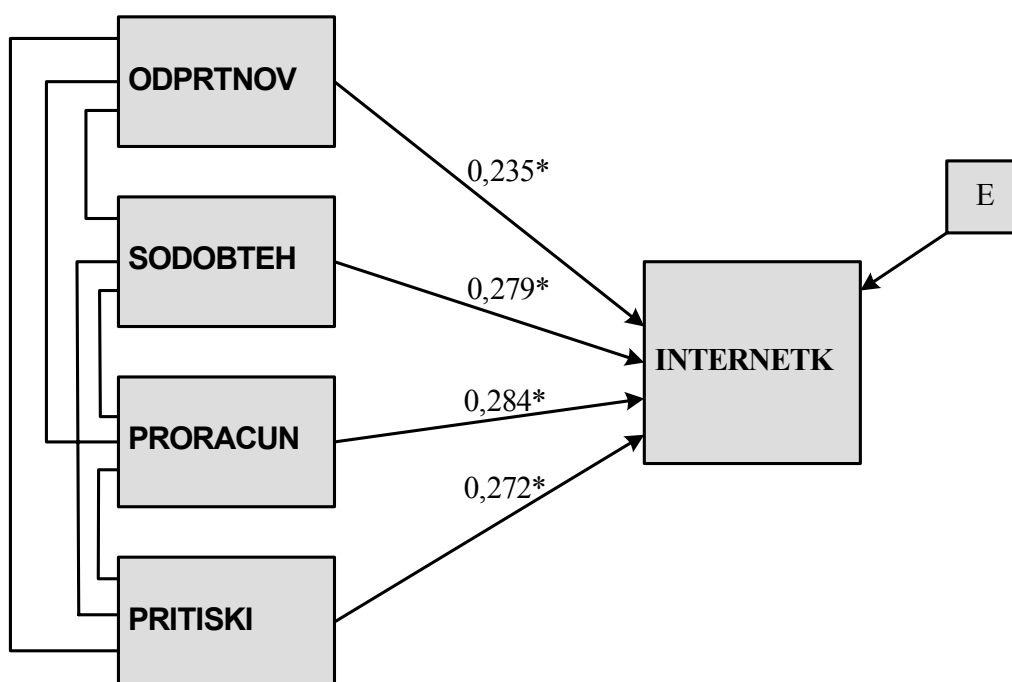 ODPRTNOV
0,235*
E
SODOBTEH
0,279*
INTERNETK
PRORACUN
0,284*
0,272*
PRITISKI